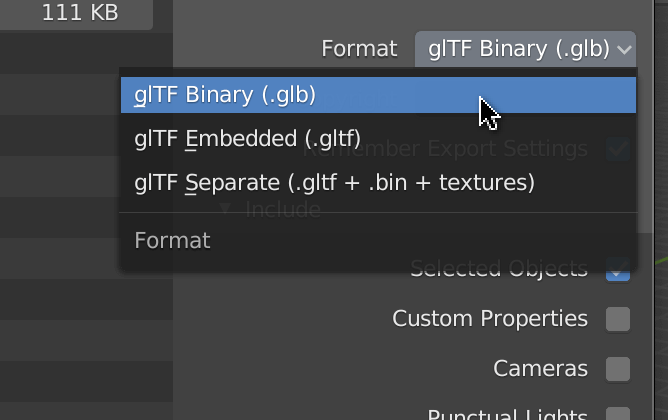 111 KB
Format glTF Binary (.glb)
glTF Binary (.glb)
glTF Embedded (.gltf)
Remember Export Settings
glTF Separate (.gltf + .bin + textures)
Include
Format
Selected Objects
Custom Properties
Cameras
Punctual Lights